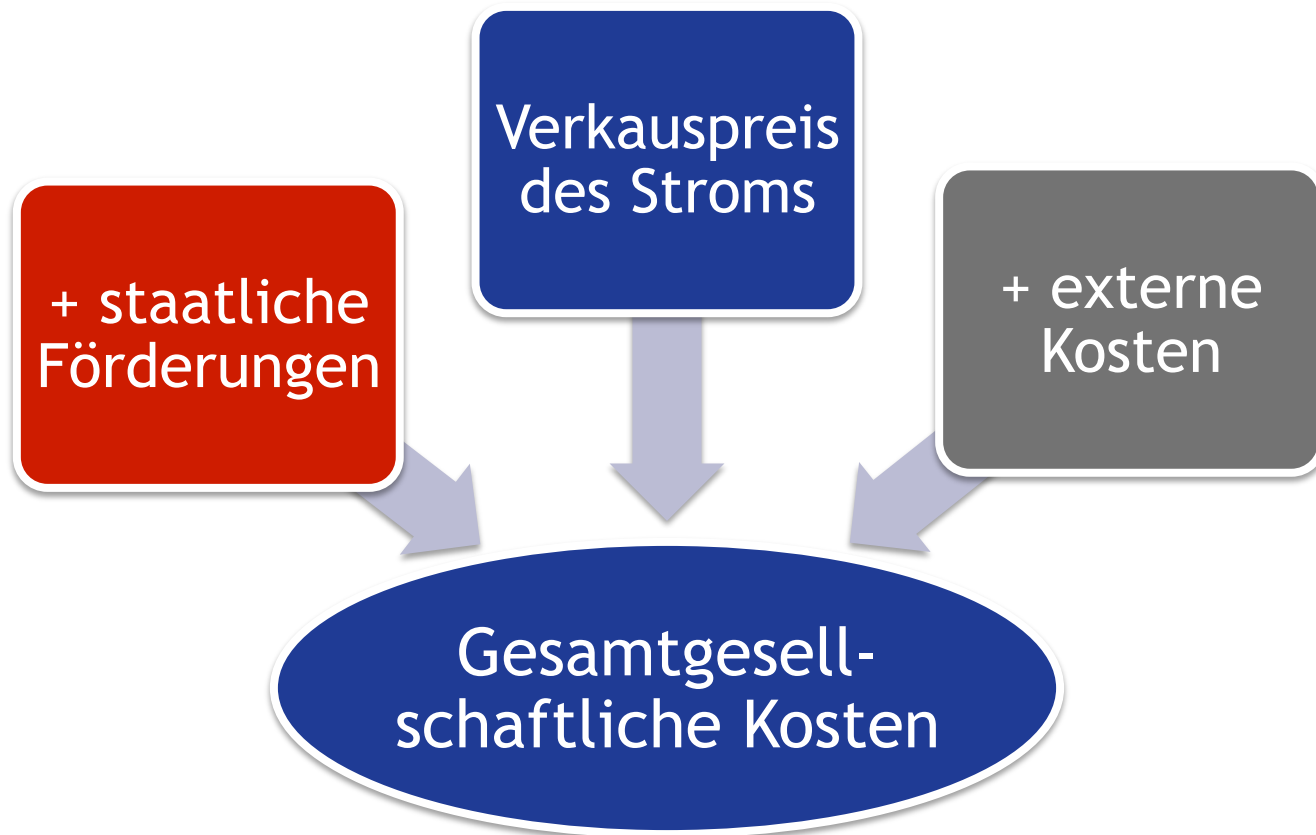 Verkauspreis
des Stroms
+ staatliche
Förderungen
+ externe
Kosten
Gesamtgesell-
schaftliche Kosten